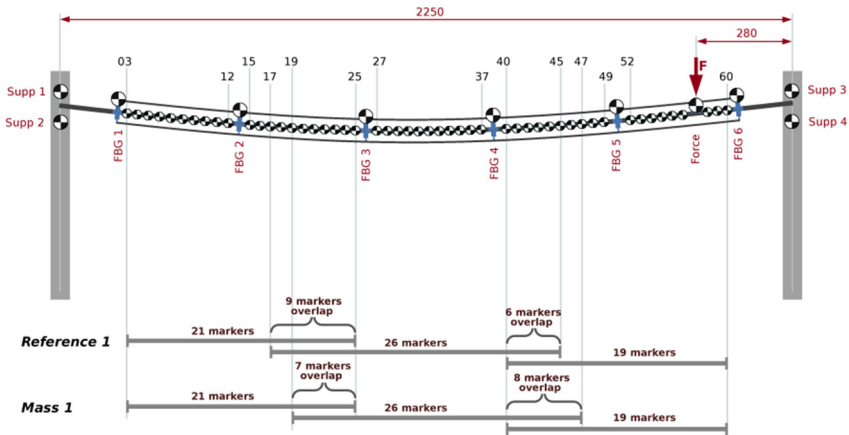 2250
280
F
03 15 19 27 40 45 47 52
12 17 25 37 49 60
Supp 1
Supp 2
Supp 3
Supp 4
FBG 1
FBG 2
FBG 3
FBG 4
FBG 5
Force
FBG 6
Reference 1
9 markers
overlap
6 markers
overlap
21 markers
26 markers
19 markers
Mass 1
7 markers
overlap
8 markers
overlap
21 markers
26 markers
19 markers